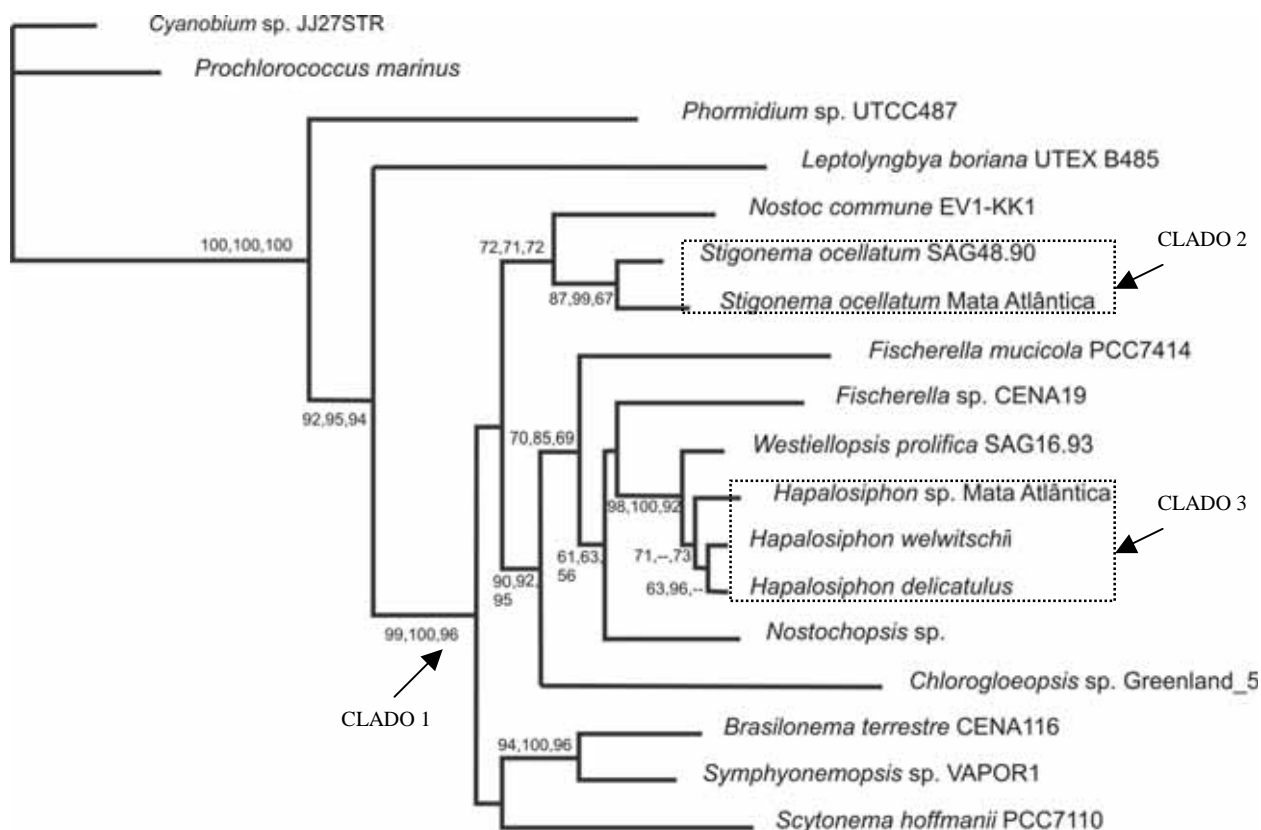 Cyanobium sp. JJ27STR
Prochlorococcus marinus
Phormidium sp. UTCC487
Leptolyngbya boriana UTEX B485
Nostoc commune EV1-KK1
100,100,100
72,71,72
CLADO 2
Stigonema ocellatum SAG48.90
87,99,67
Stigonema ocellatum Mata Atlântica
Fischerella mucicola PCC7414
Fischerella sp. CENA19
92,95,94
70,85,69
Westiellopsis prolifica SAG16.93
Hapalosiphon sp. Mata Atlântica
98,100,92
CLADO 3
Hapalosiphon welwitschii
71,--,73
61,63,
56
90,92,
95
63,96,--
Hapalosiphon delicatulus
99,100,96
Nostochopsis sp.
Chlorogloeopsis sp. Greenland_5
CLADO 1
Brasilonema terrestre CENA116
94,100,96
Symphyonemopsis sp. VAPOR1
Scytonema hoffmanii PCC7110